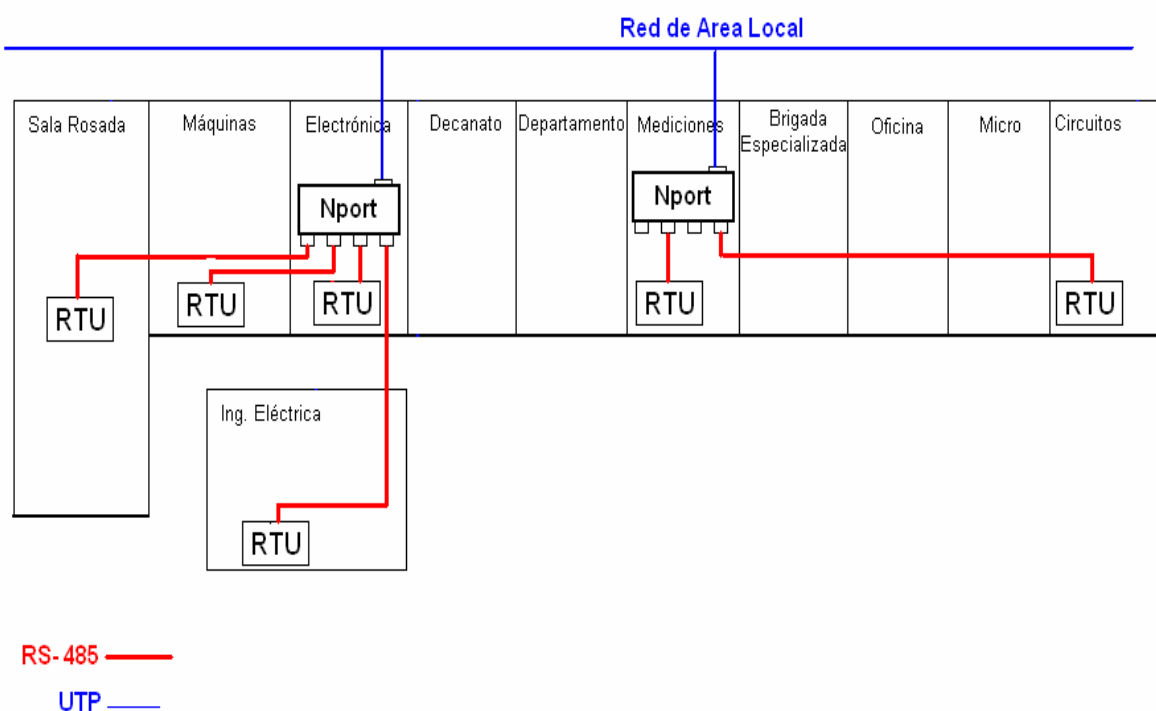 Red de Area Local
Sala Rosada
Máquinas
Electrónica
Decanato
Departamento
Mediciones
Brigada
Especializada
Oficina
Micro
Circuitos
Nport
Nport
RTU
RTU
RTU
RTU
RTU
Ing. Eléctrica
RTU
RS- 485
UTP